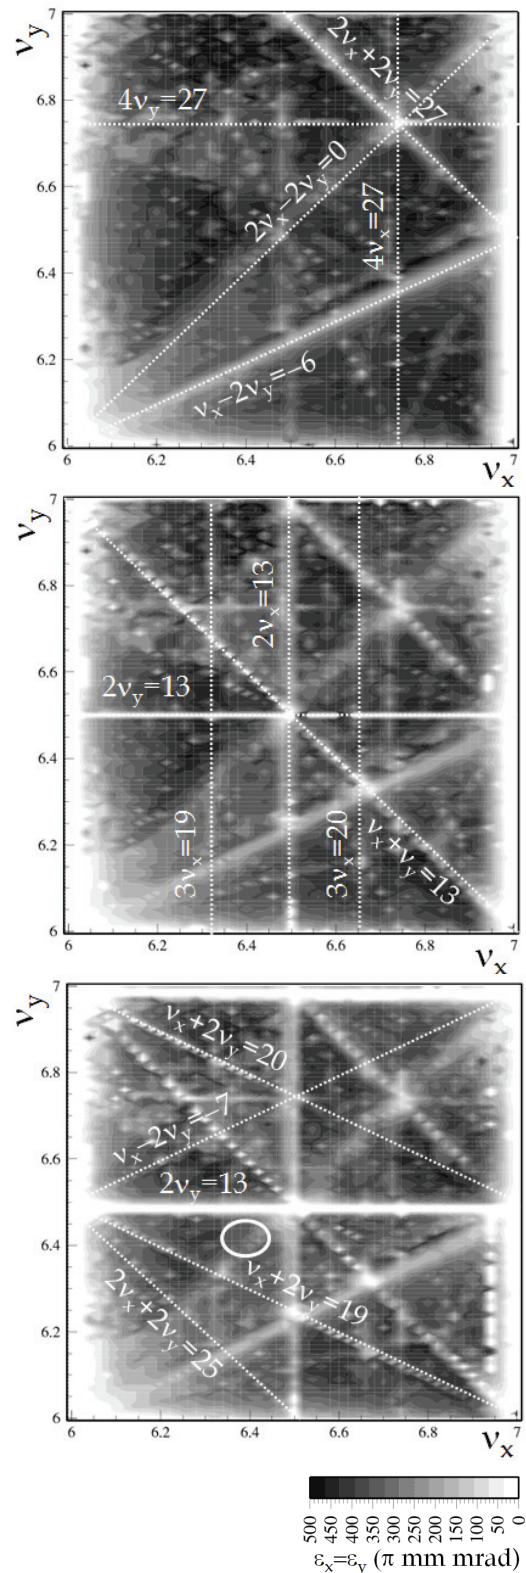 ν_y
7
6.8
6.6
6.4
6.2
6
2ν_x+2ν_y=27
4ν_y=27
2ν_x−2ν_y=0
4ν_x=27
ν_x−2ν_y=−6
6 6.2 6.4 6.6 6.8 7
ν_x
ν_y
7
6.8
6.6
6.4
6.2
6
2ν_x=13
2ν_y=13
3ν_x=19
3ν_x=20
ν_x+ν_y=13
6 6.2 6.4 6.6 6.8 7
ν_x
ν_y
7
6.8
6.6
6.4
6.2
6
ν_x+2ν_y=20
ν_x−2ν_y=−7
2ν_y=13
ν_x+2ν_y=19
2ν_x+2ν_y=25
6 6.2 6.4 6.6 6.8 7
ν_x
500 450 400 350 300 250 200 150 100 50 0
ε_x=ε_y (π mm mrad)